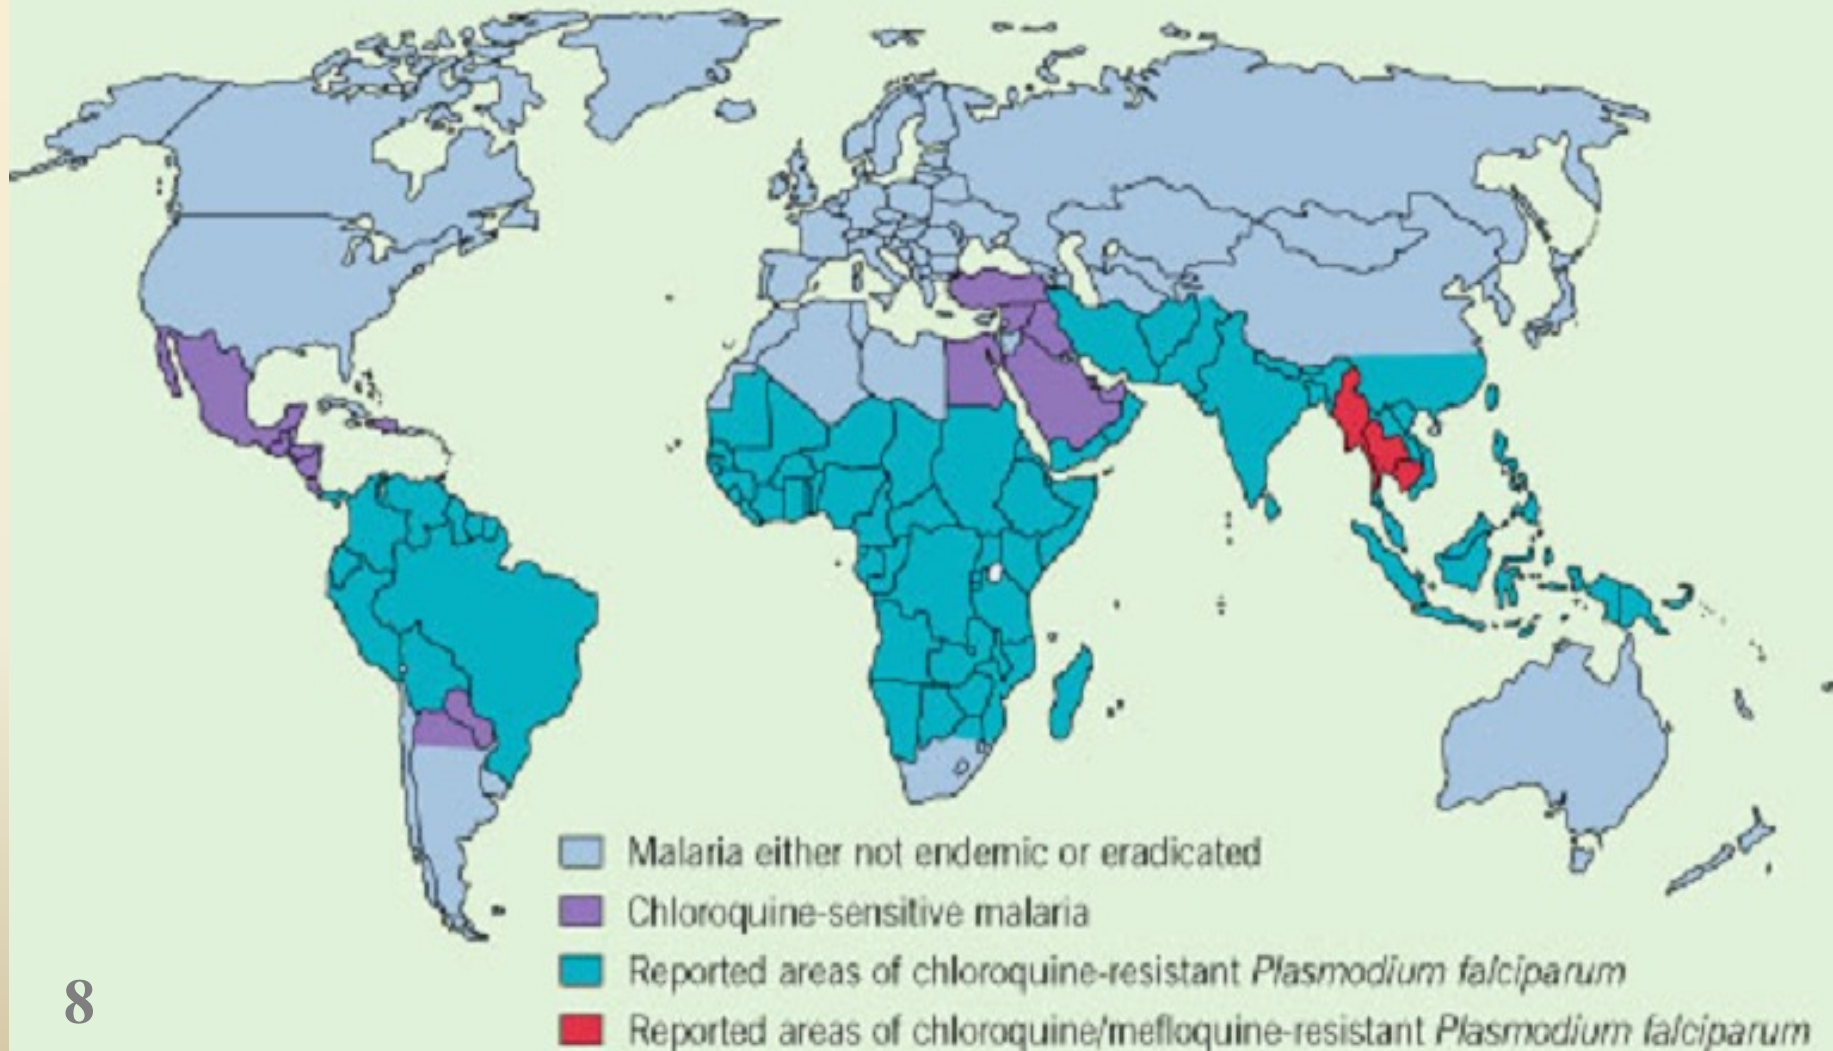 Malaria either not endemic or eradicated
Chloroquine-sensitive malaria
Reported areas of chloroquine-resistant Plasmodium falciparum
Reported areas of chloroquine/mefloquine-resistant Plasmodium falciparum
8